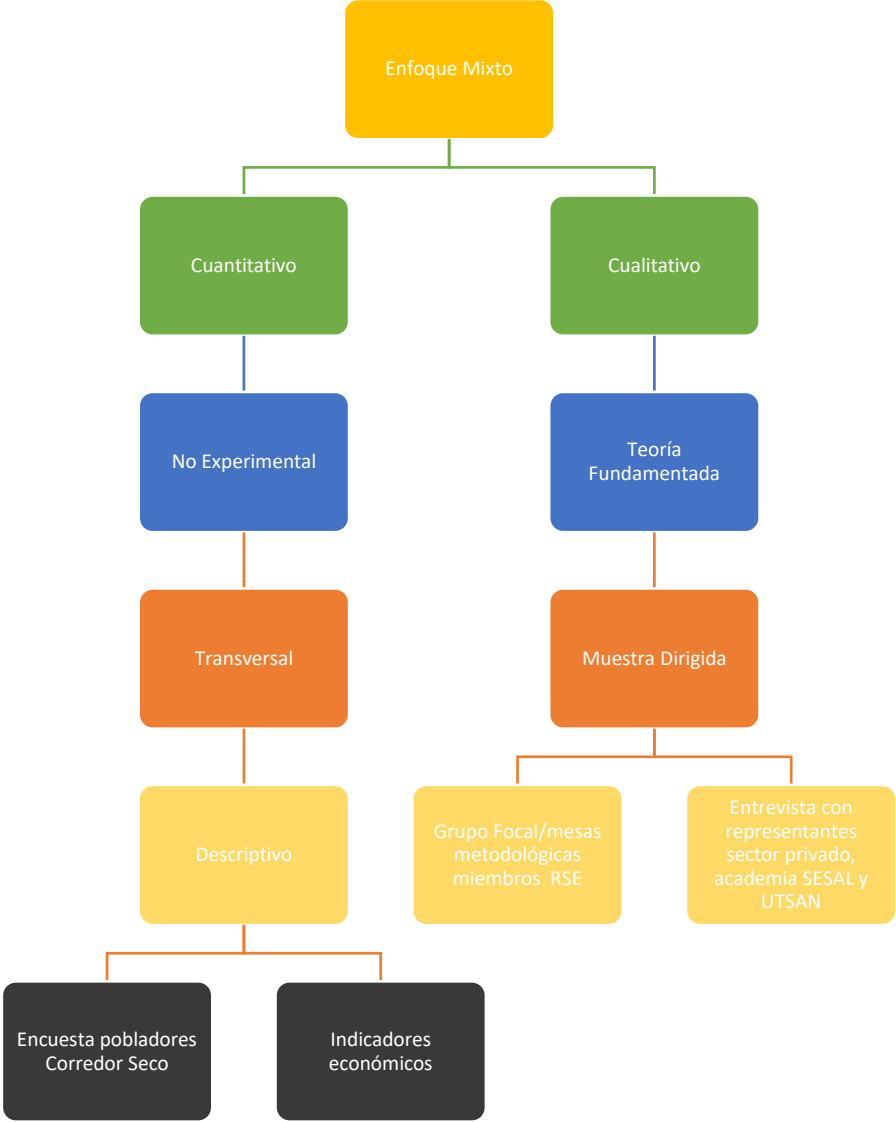 Enfoque Mixto
Cuantitativo
Cualitativo
No Experimental
Teoría
Fundamentada
Transversal
Muestra Dirigida
Descriptivo
Grupo Focal/mesas
metodológicas
miembros RSE
Entrevista con
representantes
sector privado,
academia SESAL y
UTSAN
Encuesta pobladores
Corredor Seco
Indicadores
económicos